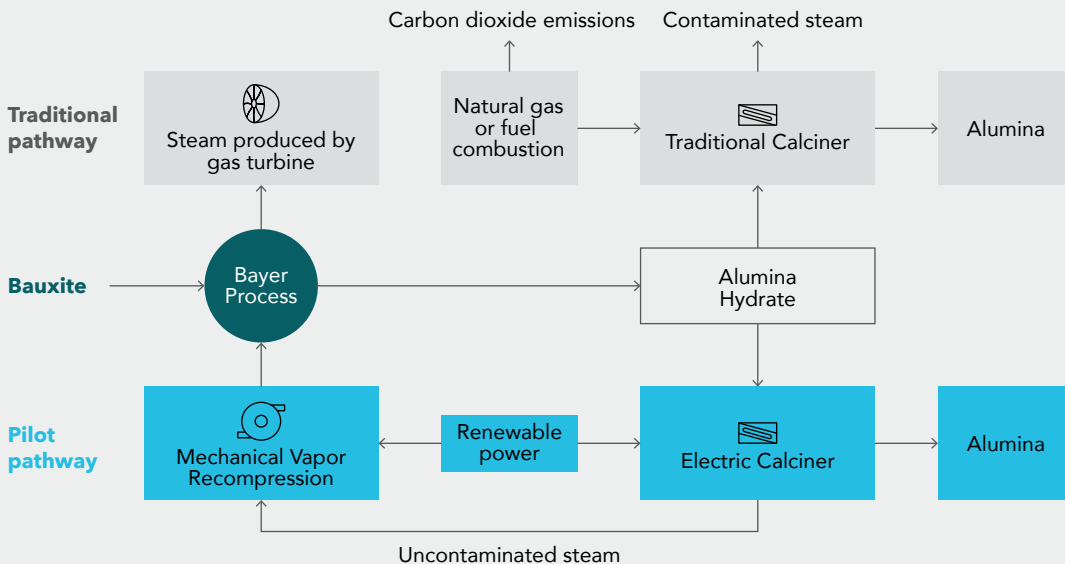 Carbon dioxide emissions
Contaminated steam
Traditional
pathway
Steam produced by
gas turbine
Natural gas
or fuel
combustion
Traditional Calciner
Alumina
Bauxite
Bayer
Process
Alumina
Hydrate
Pilot
pathway
Mechanical Vapor
Recompression
Renewable
power
Electric Calciner
Alumina
Uncontaminated steam